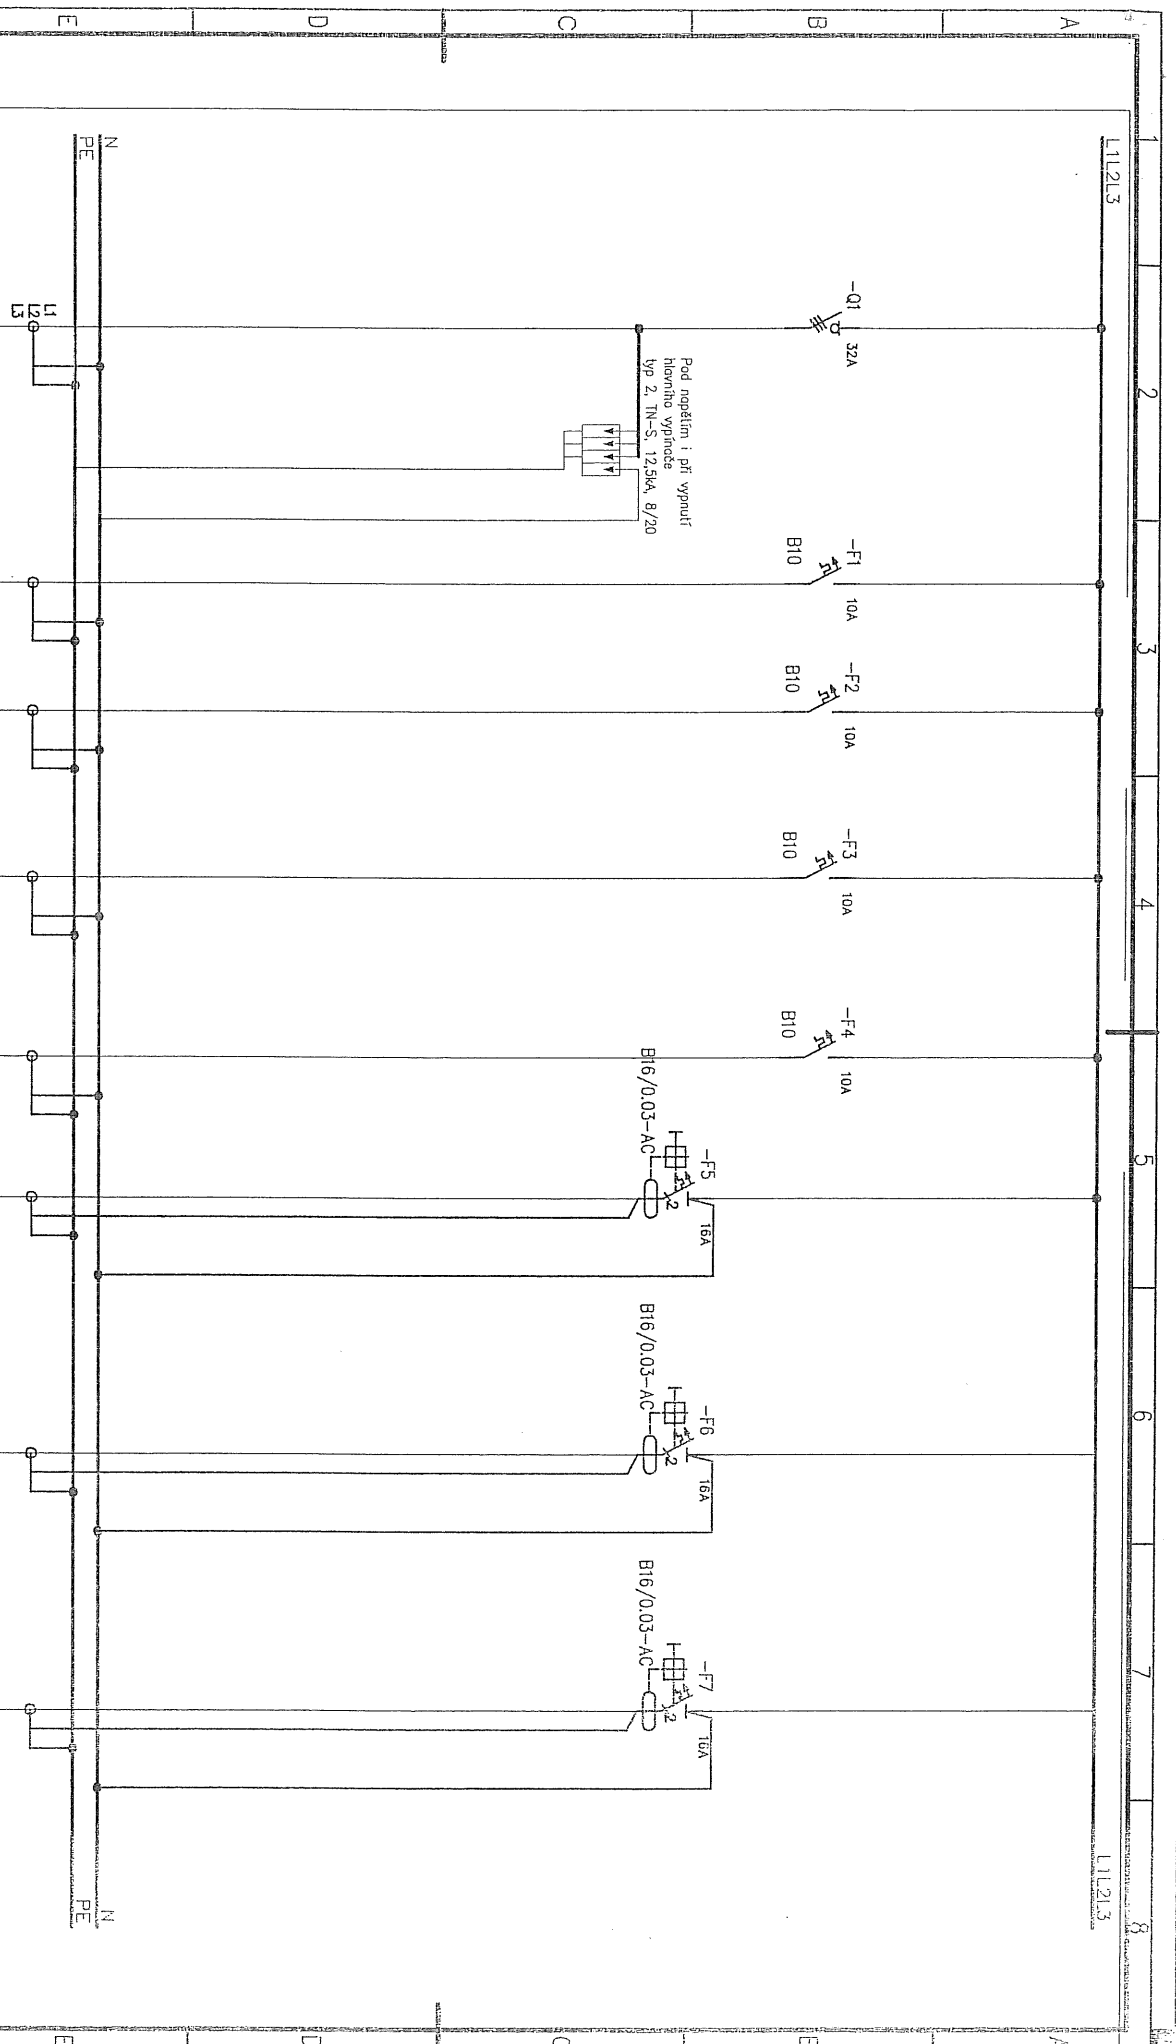 1
2
3
4
5
6
7
8
A
A
L1L2L3
L1L2L3
B
-Q1
32A
-F1
10A
B10
-F2
10A
B10
-F3
10A
B10
-F4
10A
B10
C
Pod napětím i při vypnutí
hlavního vypínače
typ 2, TN-S, 12,5kA, 8/20
-F5
16A
2
B16/0.03-AC
-F6
16A
2
B16/0.03-AC
-F7
16A
2
B16/0.03-AC
D
E
N
N
PE
PE
L1
L2
L3